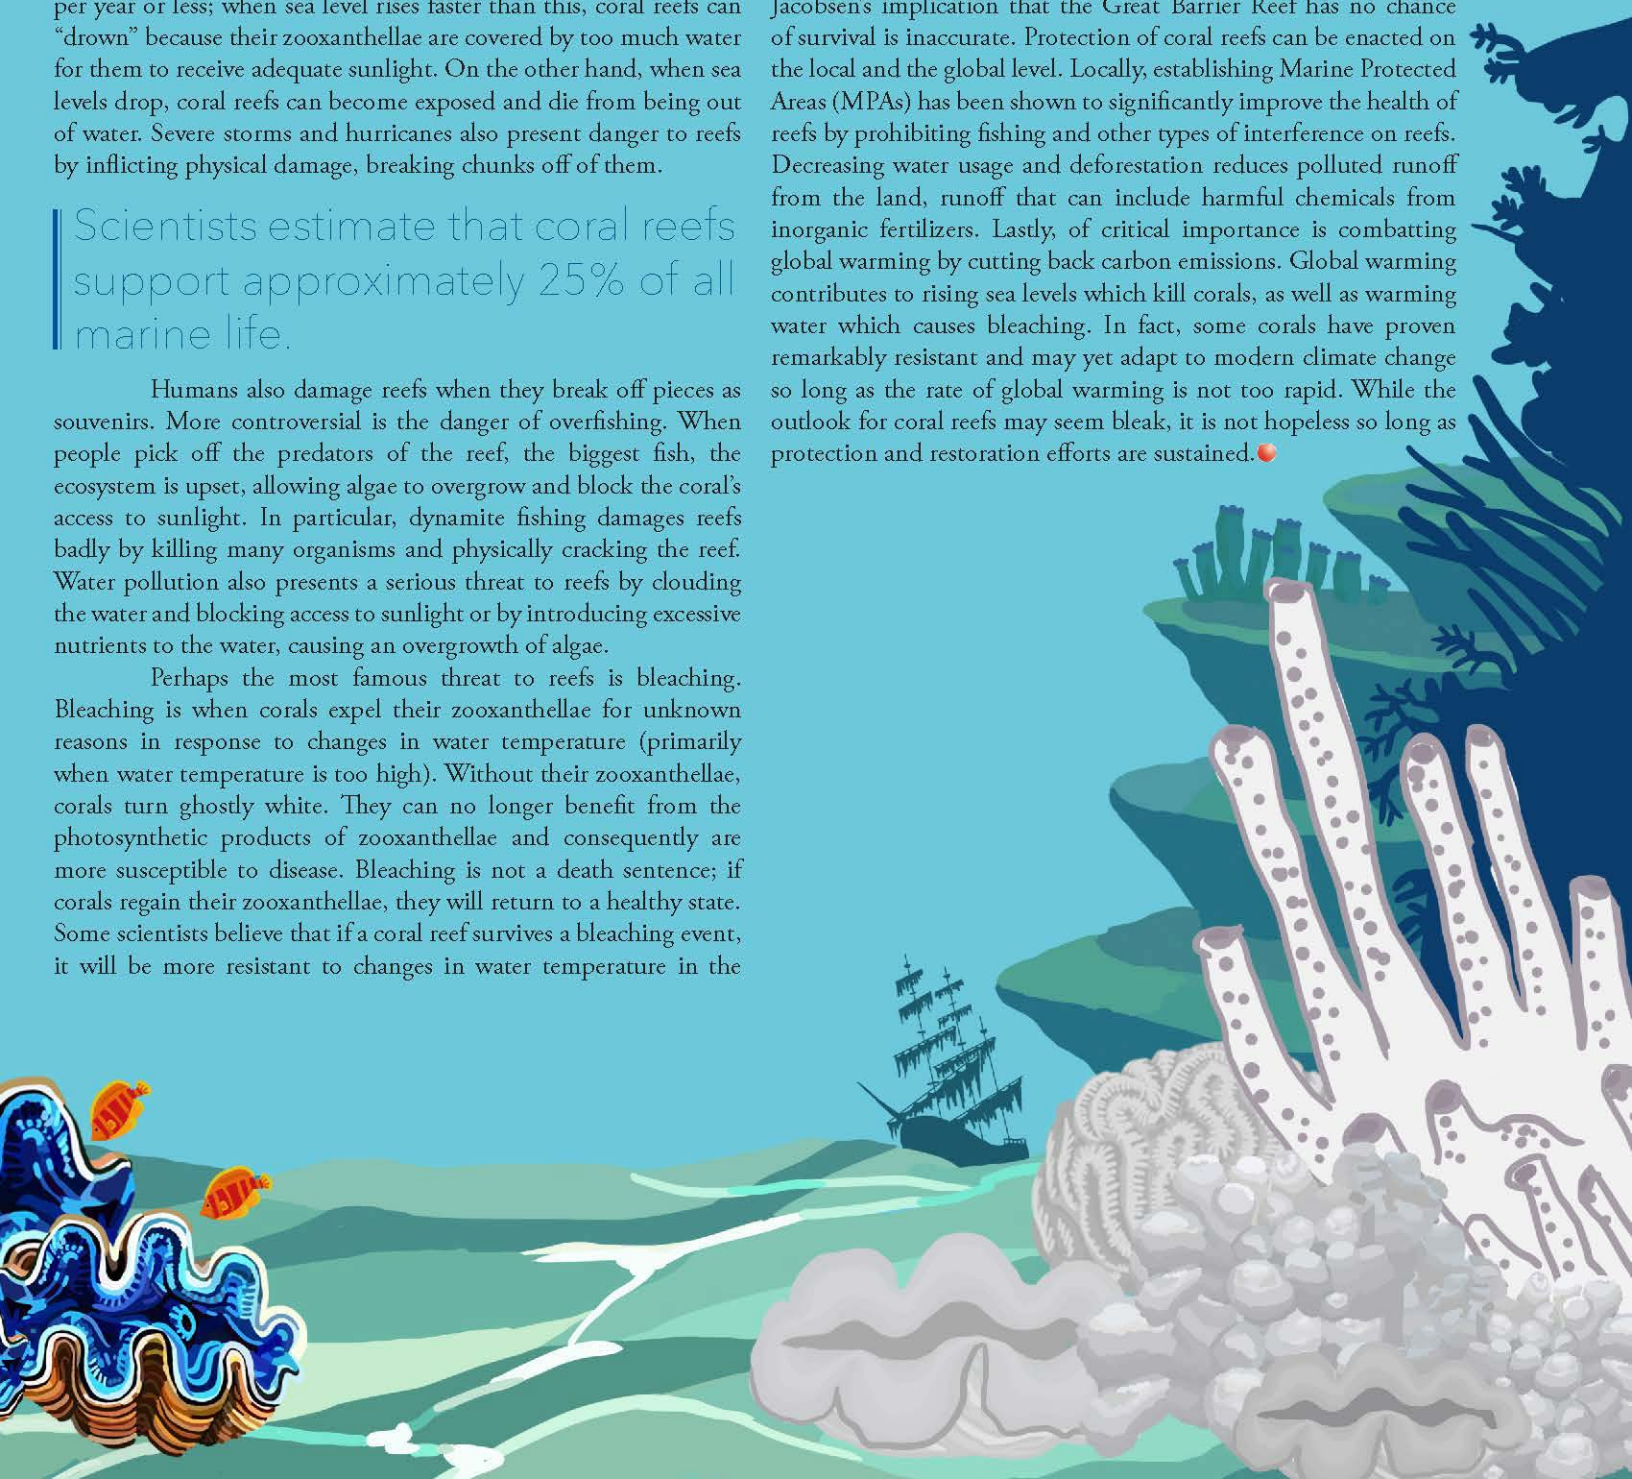 per year or less; when sea level rises faster than this, coral reefs can
“drown” because their zooxanthellae are covered by too much water
for them to receive adequate sunlight. On the other hand, when sea
levels drop, coral reefs can become exposed and die from being out
of water. Severe storms and hurricanes also present danger to reefs
by inflicting physical damage, breaking chunks off of them.
Scientists estimate that coral reefs
support approximately 25% of all
marine life.
Humans also damage reefs when they break off pieces as
souvenirs. More controversial is the danger of overfishing. When
people pick off the predators of the reef, the biggest fish, the
ecosystem is upset, allowing algae to overgrow and block the coral’s
access to sunlight. In particular, dynamite fishing damages reefs
badly by killing many organisms and physically cracking the reef.
Water pollution also presents a serious threat to reefs by clouding
the water and blocking access to sunlight or by introducing excessive
nutrients to the water, causing an overgrowth of algae.
Perhaps the most famous threat to reefs is bleaching.
Bleaching is when corals expel their zooxanthellae for unknown
reasons in response to changes in water temperature (primarily
when water temperature is too high). Without their zooxanthellae,
corals turn ghostly white. They can no longer benefit from the
photosynthetic products of zooxanthellae and consequently are
more susceptible to disease. Bleaching is not a death sentence; if
corals regain their zooxanthellae, they will return to a healthy state.
Some scientists believe that if a coral reef survives a bleaching event,
it will be more resistant to changes in water temperature in the
Jacobsen’s implication that the Great Barrier Reef has no chance
of survival is inaccurate. Protection of coral reefs can be enacted on
the local and the global level. Locally, establishing Marine Protected
Areas (MPAs) has been shown to significantly improve the health of
reefs by prohibiting fishing and other types of interference on reefs.
Decreasing water usage and deforestation reduces polluted runoff
from the land, runoff that can include harmful chemicals from
inorganic fertilizers. Lastly, of critical importance is combatting
global warming by cutting back carbon emissions. Global warming
contributes to rising sea levels which kill corals, as well as warming
water which causes bleaching. In fact, some corals have proven
remarkably resistant and may yet adapt to modern climate change
so long as the rate of global warming is not too rapid. While the
outlook for coral reefs may seem bleak, it is not hopeless so long as
protection and restoration efforts are sustained.